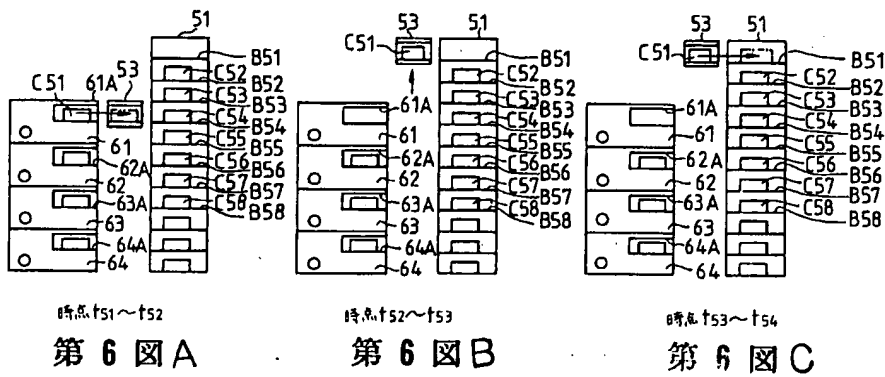 51
C51 61A 53
B51
C52
B52
C53
B53
C54
B54
C55
B55
C56
B56
C57
B57
C58
B58
61
62A
62
63A
63
64A
64
時点t51〜t52
第6図A
53
51
C51
B51
C52
B52
C53
B53
C54
B54
C55
B55
C56
B56
C57
B57
C58
B58
61A
61
62A
62
63A
63
64A
64
時点t52〜t53
第6図B
53
51
C51
B51
C52
B52
C53
B53
C54
B54
C55
B55
C56
B56
C57
B57
C58
B58
61A
61
62A
62
63A
63
64A
64
時点t53〜t54
第6図C